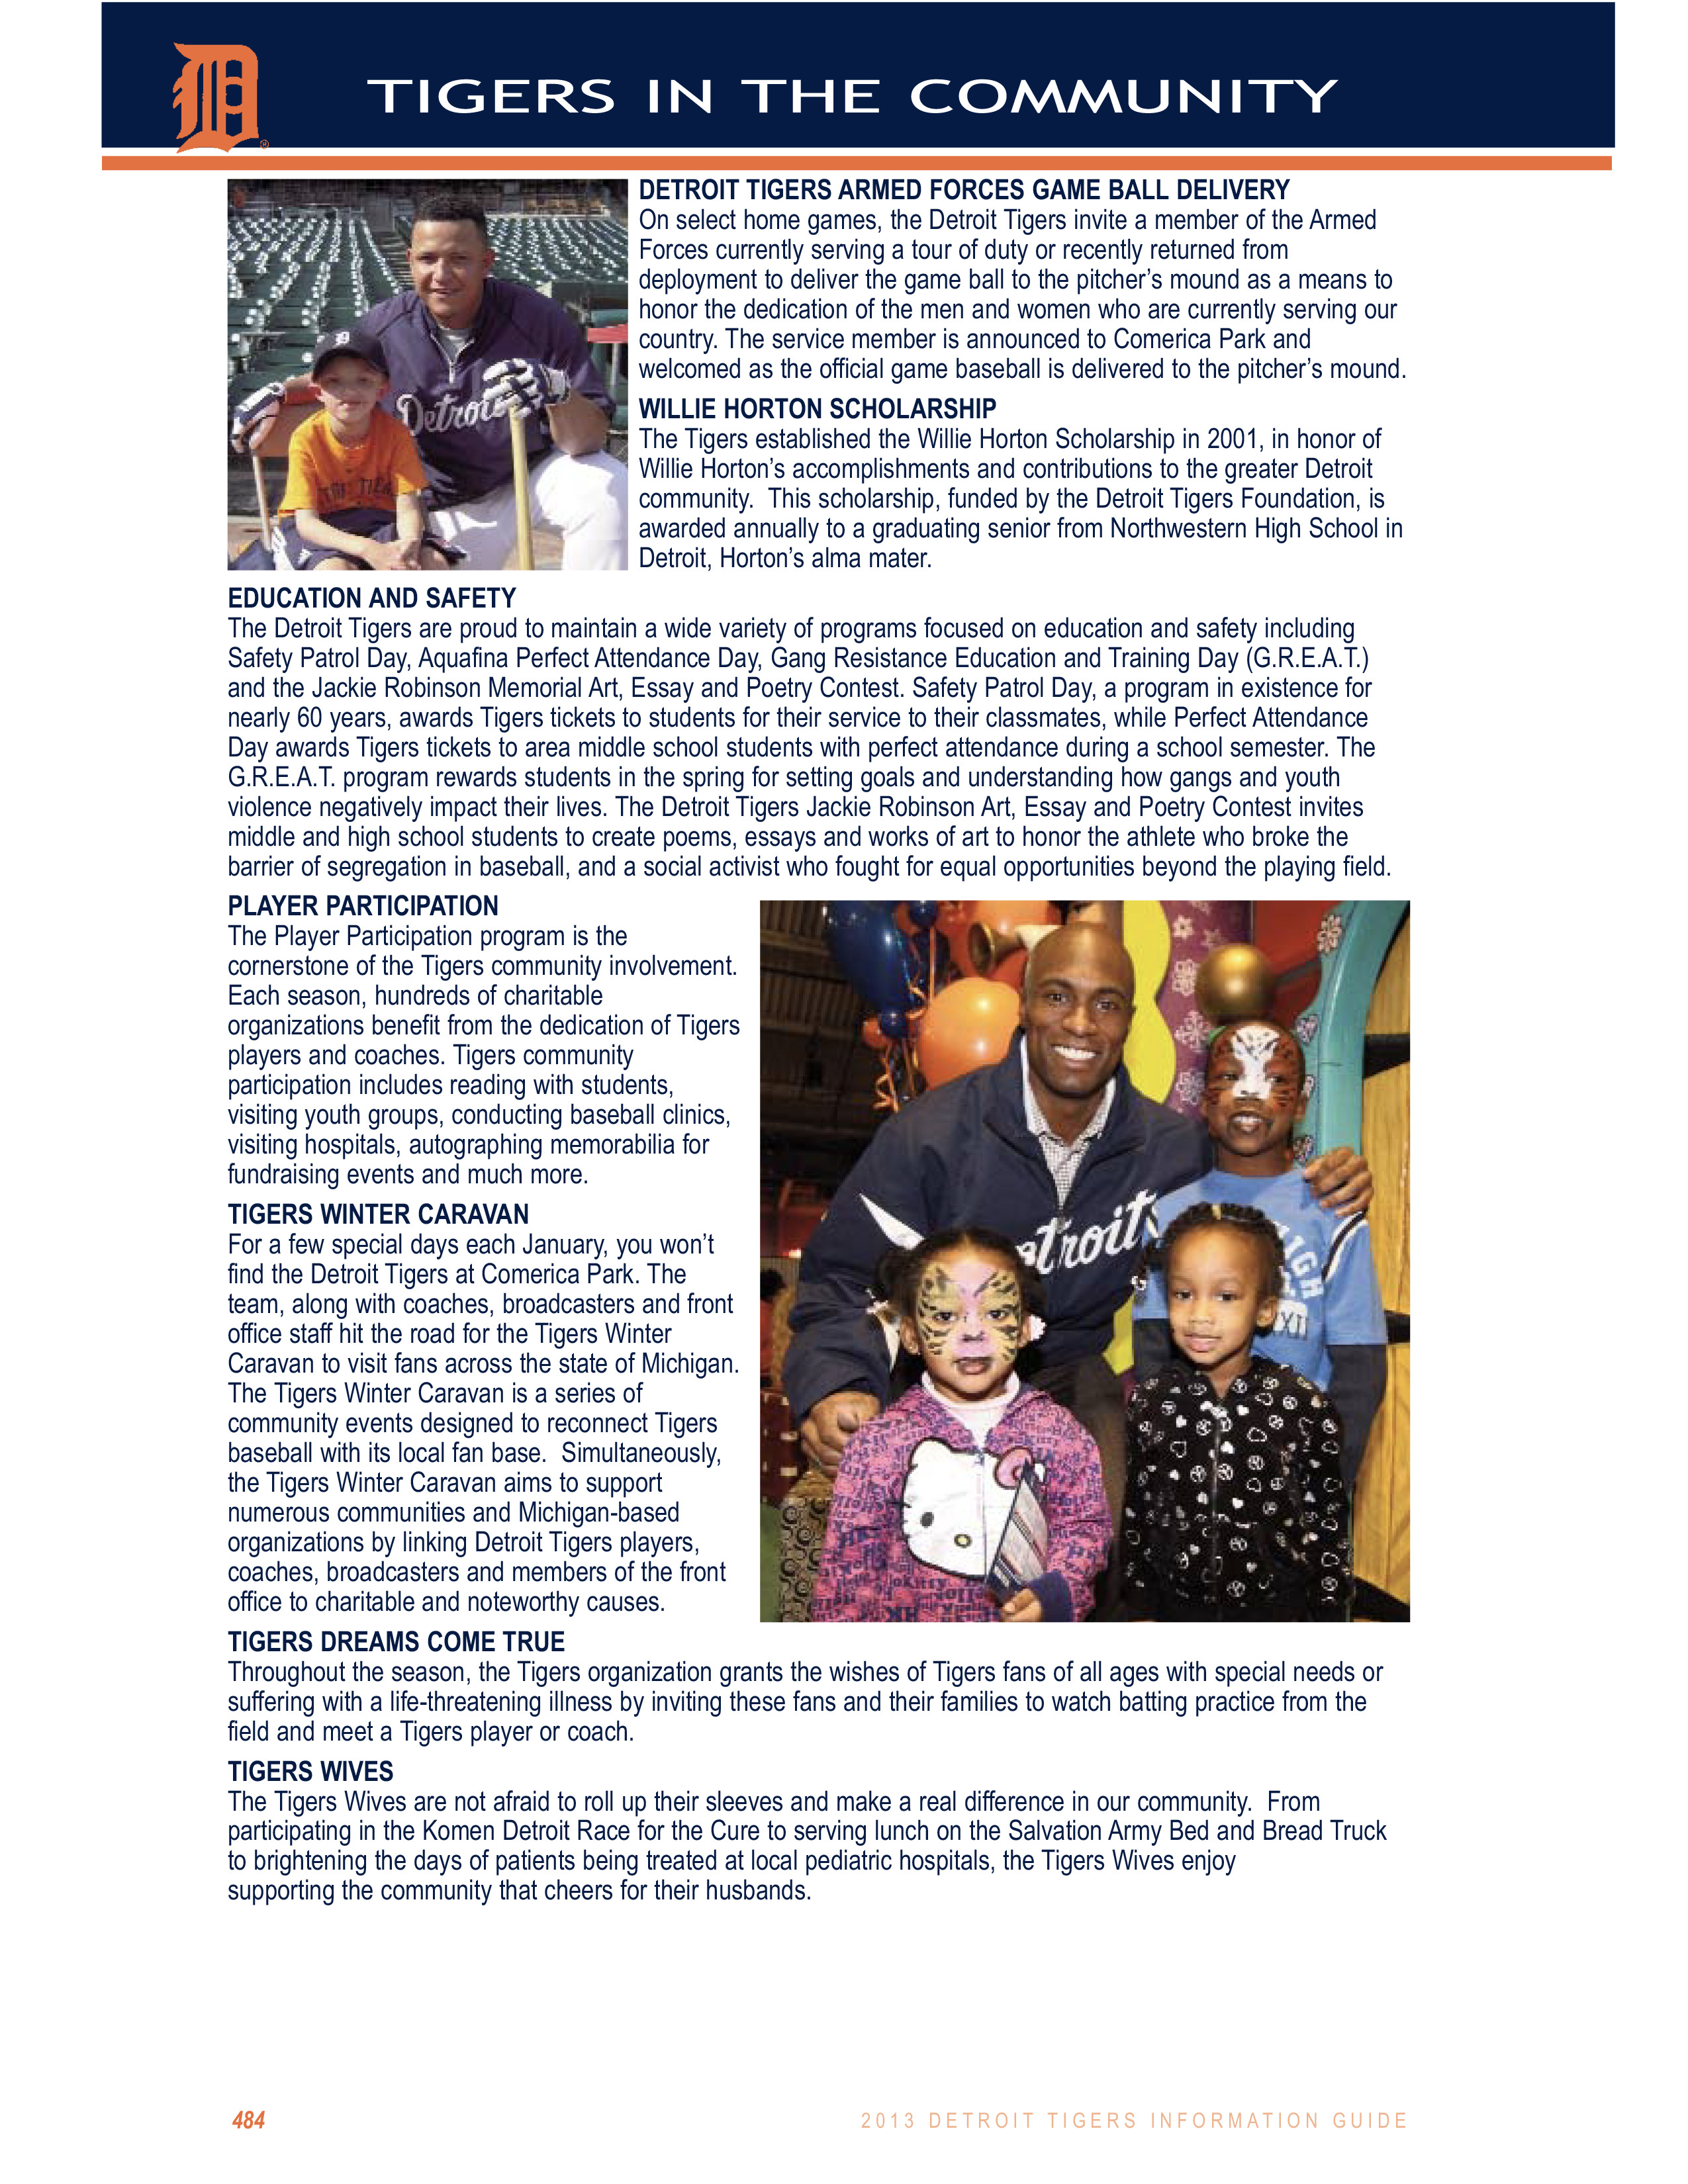 TIGERS IN THE COMMUNITY
DETROIT TIGERS ARMED FORCES GAME BALL DELIVERY
On select home games, the Detroit Tigers invite a member of the Armed
Forces currently serving a tour of duty or recently returned from
deployment to deliver the game ball to the pitcher’s mound as a means to
honor the dedication of the men and women who are currently serving our
country. The service member is announced to Comerica Park and
welcomed as the official game baseball is delivered to the pitcher’s mound.
WILLIE HORTON SCHOLARSHIP
The Tigers established the Willie Horton Scholarship in 2001, in honor of
Willie Horton’s accomplishments and contributions to the greater Detroit
community.  This scholarship, funded by the Detroit Tigers Foundation, is
awarded annually to a graduating senior from Northwestern High School in
Detroit, Horton’s alma mater.
Detroit
EDUCATION AND SAFETY
The Detroit Tigers are proud to maintain a wide variety of programs focused on education and safety including
Safety Patrol Day, Aquafina Perfect Attendance Day, Gang Resistance Education and Training Day (G.R.E.A.T.)
and the Jackie Robinson Memorial Art, Essay and Poetry Contest. Safety Patrol Day, a program in existence for
nearly 60 years, awards Tigers tickets to students for their service to their classmates, while Perfect Attendance
Day awards Tigers tickets to area middle school students with perfect attendance during a school semester. The
G.R.E.A.T. program rewards students in the spring for setting goals and understanding how gangs and youth
violence negatively impact their lives. The Detroit Tigers Jackie Robinson Art, Essay and Poetry Contest invites
middle and high school students to create poems, essays and works of art to honor the athlete who broke the
barrier of segregation in baseball, and a social activist who fought for equal opportunities beyond the playing field.
PLAYER PARTICIPATION
The Player Participation program is the
cornerstone of the Tigers community involvement.
Each season, hundreds of charitable
organizations benefit from the dedication of Tigers
players and coaches. Tigers community
participation includes reading with students,
visiting youth groups, conducting baseball clinics,
visiting hospitals, autographing memorabilia for
fundraising events and much more.
TIGERS WINTER CARAVAN
For a few special days each January, you won’t
find the Detroit Tigers at Comerica Park. The
team, along with coaches, broadcasters and front
office staff hit the road for the Tigers Winter
Caravan to visit fans across the state of Michigan.
The Tigers Winter Caravan is a series of
community events designed to reconnect Tigers
baseball with its local fan base.  Simultaneously,
the Tigers Winter Caravan aims to support
numerous communities and Michigan-based
organizations by linking Detroit Tigers players,
coaches, broadcasters and members of the front
office to charitable and noteworthy causes.
etroit
TIGERS DREAMS COME TRUE
Throughout the season, the Tigers organization grants the wishes of Tigers fans of all ages with special needs or
suffering with a life-threatening illness by inviting these fans and their families to watch batting practice from the
field and meet a Tigers player or coach.
TIGERS WIVES
The Tigers Wives are not afraid to roll up their sleeves and make a real difference in our community.  From
participating in the Komen Detroit Race for the Cure to serving lunch on the Salvation Army Bed and Bread Truck
to brightening the days of patients being treated at local pediatric hospitals, the Tigers Wives enjoy
supporting the community that cheers for their husbands.
484
2013 DETROIT TIGERS INFORMATION GUIDE